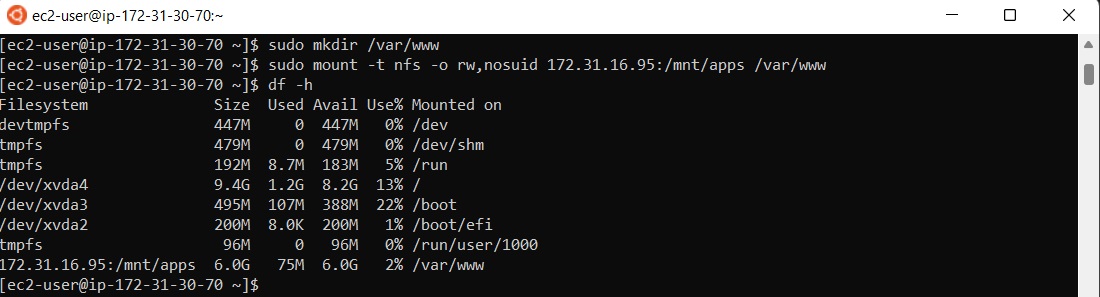 ec2-user@ip-172-31-30-70:~
[ec2-user@ip-172-31-30-70 ~]$ sudo mkdir /var/www
[ec2-user@ip-172-31-30-70 ~]$ sudo mount -t nfs -o rw,nosuid 172.31.16.95:/mnt/apps /var/www
[ec2-user@ip-172-31-30-70 ~]$ df -h
Filesystem              Size  Used Avail Use% Mounted on
devtmpfs                447M     0  447M   0% /dev
tmpfs                   479M     0  479M   0% /dev/shm
tmpfs                   192M  8.7M  183M   5% /run
/dev/xvda4              9.4G  1.2G  8.2G  13% /
/dev/xvda3              495M  107M  388M  22% /boot
/dev/xvda2              200M  8.0K  200M   1% /boot/efi
tmpfs                    96M     0   96M   0% /run/user/1000
172.31.16.95:/mnt/apps  6.0G   75M  6.0G   2% /var/www
[ec2-user@ip-172-31-30-70 ~]$